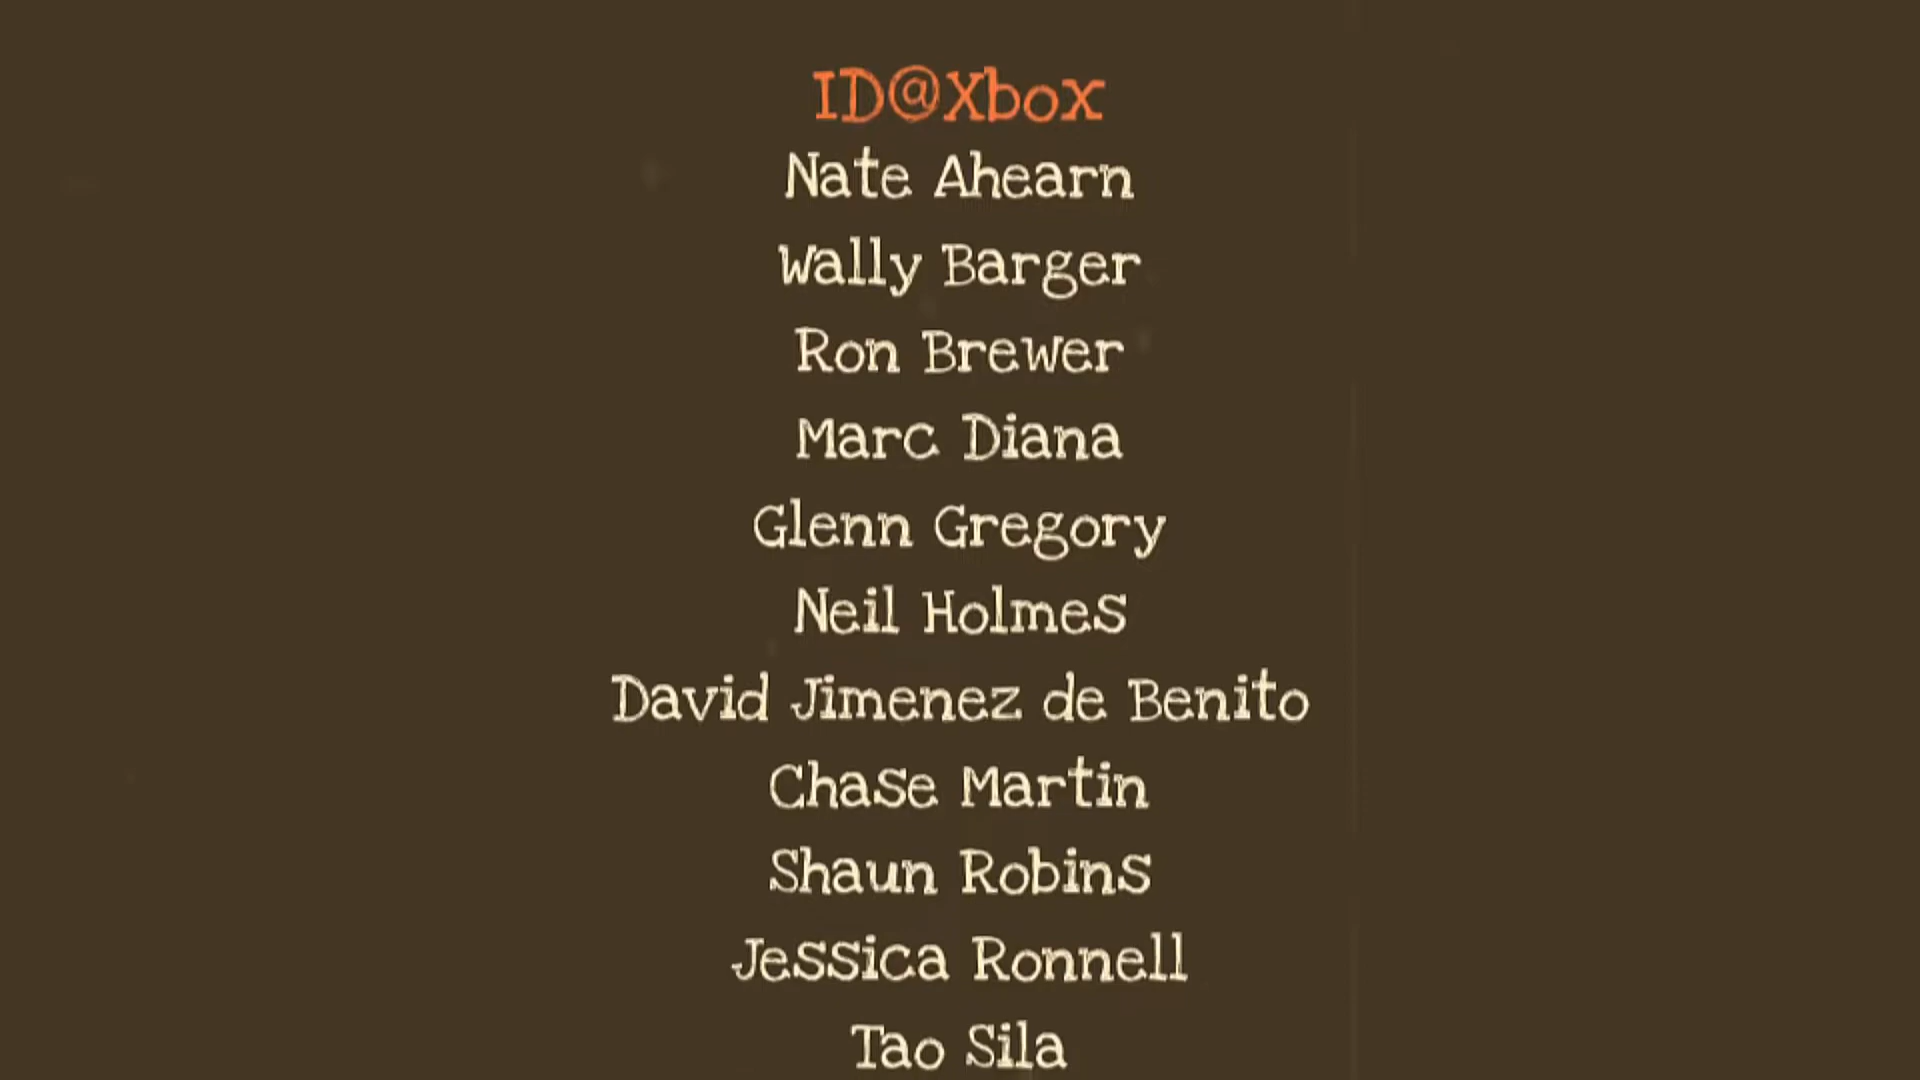 ID@Xbox
Nate Ahearn
Wally Barger
Ron Brewer
Marc Diana
Glenn Gregory
Neil Holmes
David Jimenez de Benito
Chase Martin
Shaun Robins
Jessica Ronnell
Tao Sila